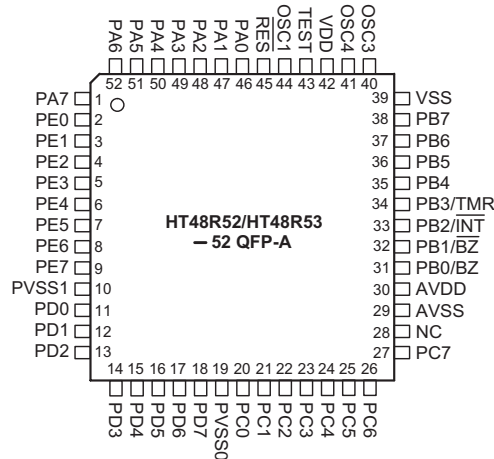 PA6 PA5 PA4 PA3 PA2 PA1 PA0 RES OSC1 TEST VDD OSC4 OSC3
52 51 50 49 48 47 46 45 44 43 42 41 40
PA7 1
PE0 2
PE1 3
PE2 4
PE3 5
PE4 6
PE5 7
PE6 8
PE7 9
PVSS1 10
PD0 11
PD1 12
PD2 13
HT48R52/HT48R53
– 52 QFP-A
39 VSS
38 PB7
37 PB6
36 PB5
35 PB4
34 PB3/TMR
33 PB2/INT
32 PB1/BZ
31 PB0/BZ
30 AVDD
29 AVSS
28 NC
27 PC7
14 15 16 17 18 19 20 21 22 23 24 25 26
PD3 PD4 PD5 PD6 PD7 PVSS0 PC0 PC1 PC2 PC3 PC4 PC5 PC6